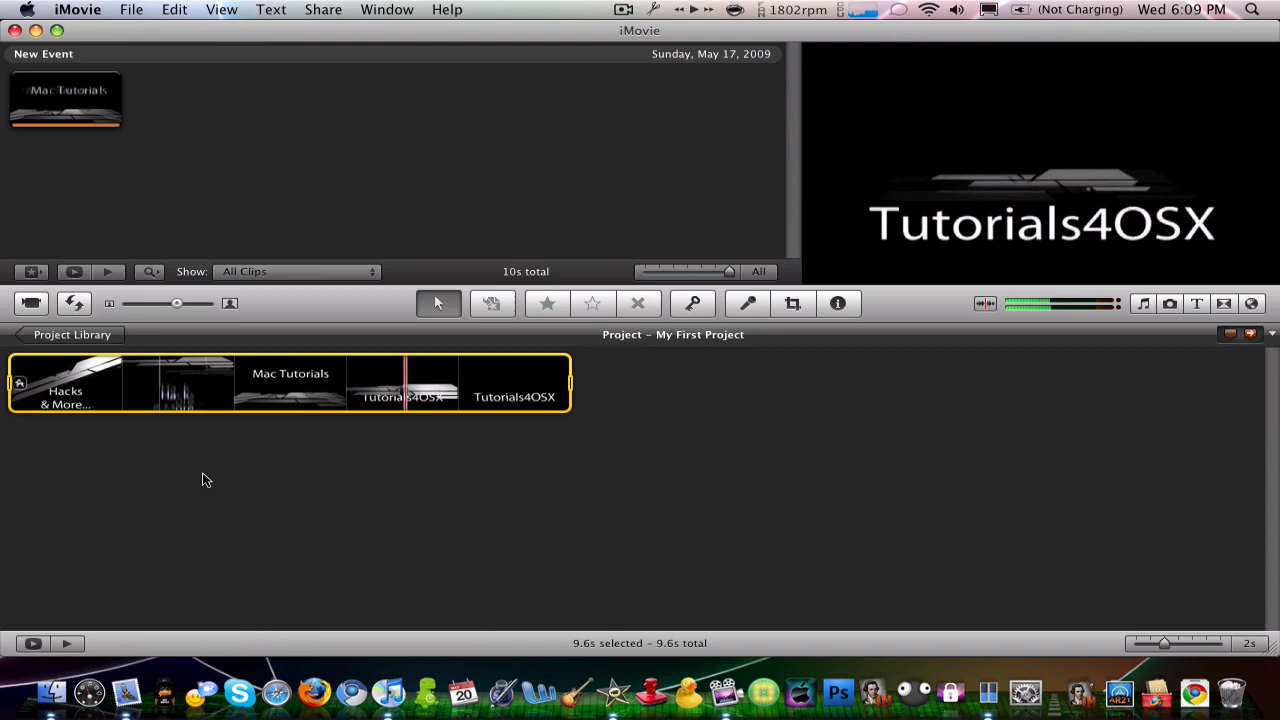 iMovie File Edit View Text Share Window Help 1802rpm (Not Charging) Wed 6:09 PM
iMovie
New Event Sunday, May 17, 2009
Mac Tutorials
Tutorials4OSX
Show: All Clips 10s total All
Project Library Project – My First Project
Hacks
& More...
Mac Tutorials
Tutorials4OSX
Tutorials4OSX
9.6s selected – 9.6s total 2s
20
Ps